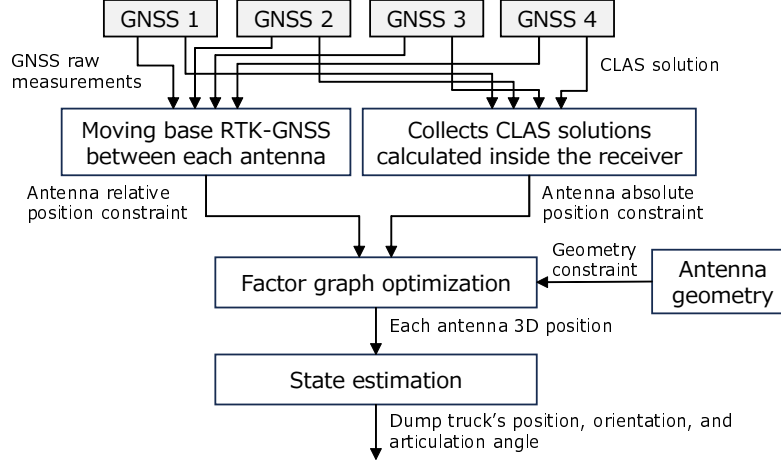 GNSS 1
GNSS 2
GNSS 3
GNSS 4
GNSS raw
measurements
CLAS solution
Moving base RTK-GNSS
between each antenna
Collects CLAS solutions
calculated inside the receiver
Antenna relative
position constraint
Antenna absolute
position constraint
Geometry
constraint
Antenna
geometry
Factor graph optimization
Each antenna 3D position
State estimation
Dump truck's position, orientation, and
articulation angle